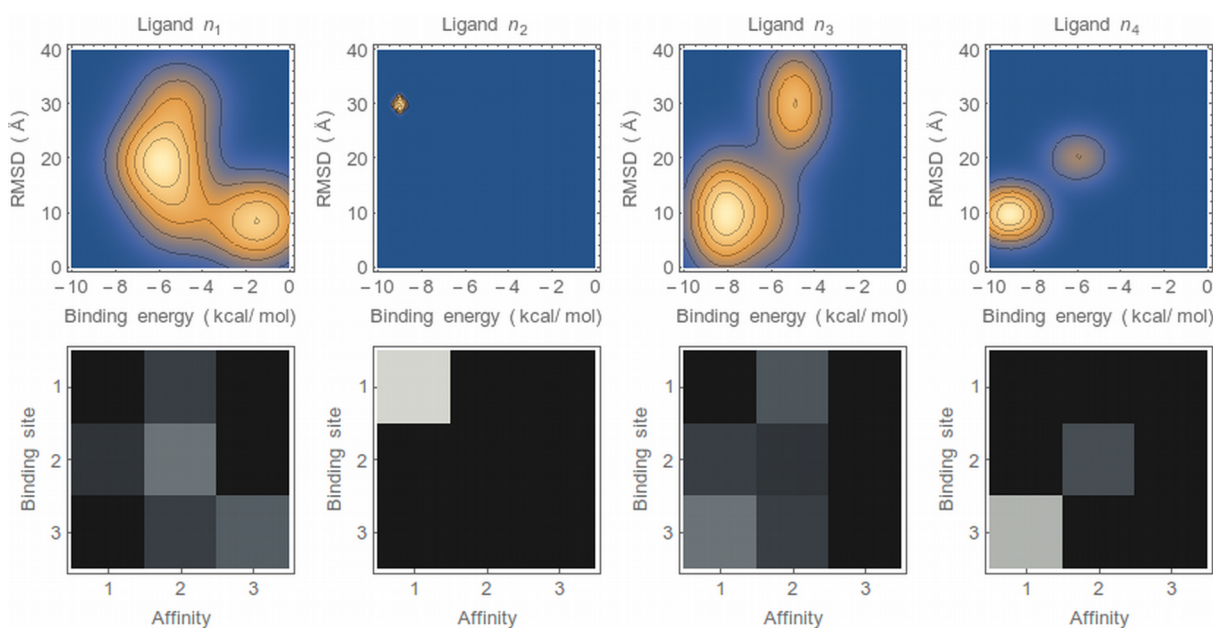 Ligand n1 Ligand n2 Ligand n3 Ligand n4
40 40 40 40
30 30 30 30
20 20 20 20
10 10 10 10
0 0 0 0
RMSD ( Å) RMSD ( Å) RMSD ( Å) RMSD ( Å)
−10 −8 −6 −4 −2 0 −10 −8 −6 −4 −2 0 −10 −8 −6 −4 −2 0 −10 −8 −6 −4 −2 0
Binding energy ( kcal/ mol) Binding energy ( kcal/ mol) Binding energy ( kcal/ mol) Binding energy ( kcal/ mol)
1 1 1 1
2 2 2 2
3 3 3 3
Binding site Binding site Binding site Binding site
1 2 3 1 2 3 1 2 3 1 2 3
Affinity Affinity Affinity Affinity